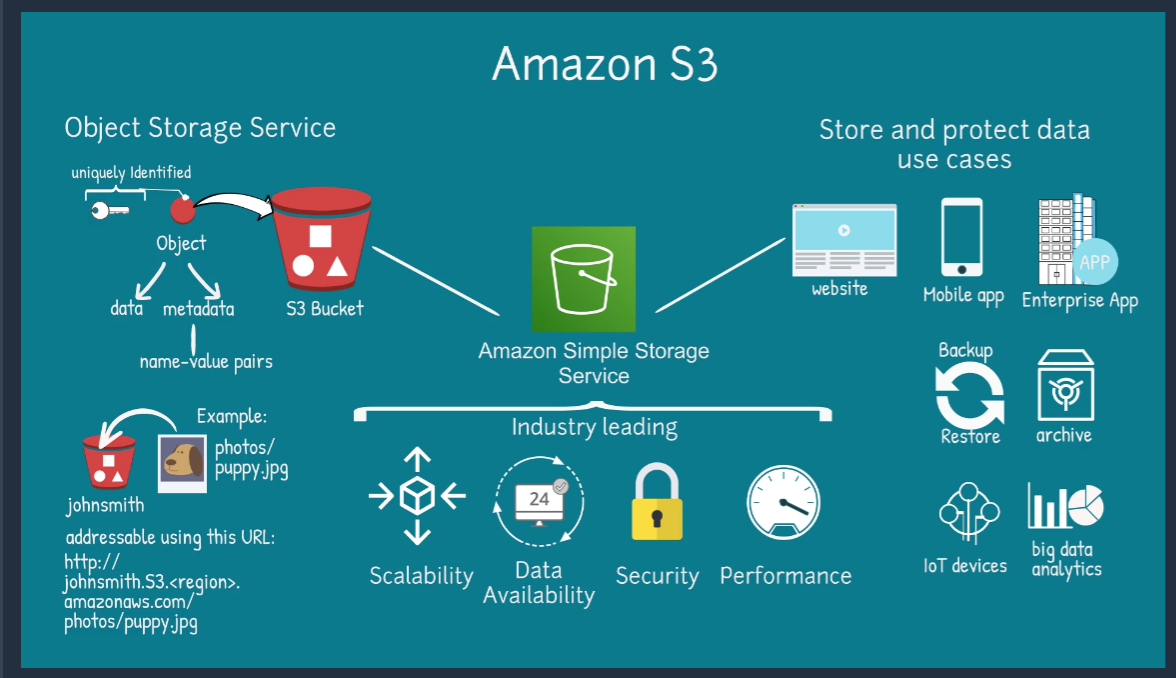 Amazon S3
Object Storage Service
uniquely Identified
Object
data
metadata
name-value pairs
S3 Bucket
Example:
photos/
puppy.jpg
johnsmith
addressable using this URL:
http://
johnsmith.S3.<region>.
amazonaws.com/
photos/puppy.jpg
Amazon Simple Storage
Service
Industry leading
24
Scalability
Data
Availability
Security
Performance
Store and protect data
use cases
website
Mobile app
APP
Enterprise App
Backup
Restore
archive
IoT devices
big data
analytics